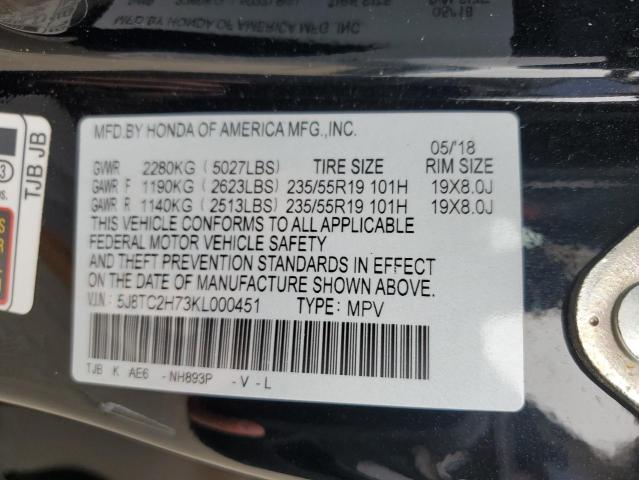 MFD.BY HONDA OF AMERICA MFG.,INC.
05/'18
GVWR 2280KG (5027LBS) TIRE SIZE RIM SIZE
GAWR F 1190KG (2623LBS) 235/55R19 101H 19X8.0J
GAWR R 1140KG (2513LBS) 235/55R19 101H 19X8.0J
THIS VEHICLE CONFORMS TO ALL APPLICABLE
FEDERAL MOTOR VEHICLE SAFETY
AND THEFT PREVENTION STANDARDS IN EFFECT
ON THE DATE OF MANUFACTURE SHOWN ABOVE.
V.I.N: 5J8TC2H73KL000451 TYPE: MPV
TJB K AE6 - NH893P - V - L
TJB JB